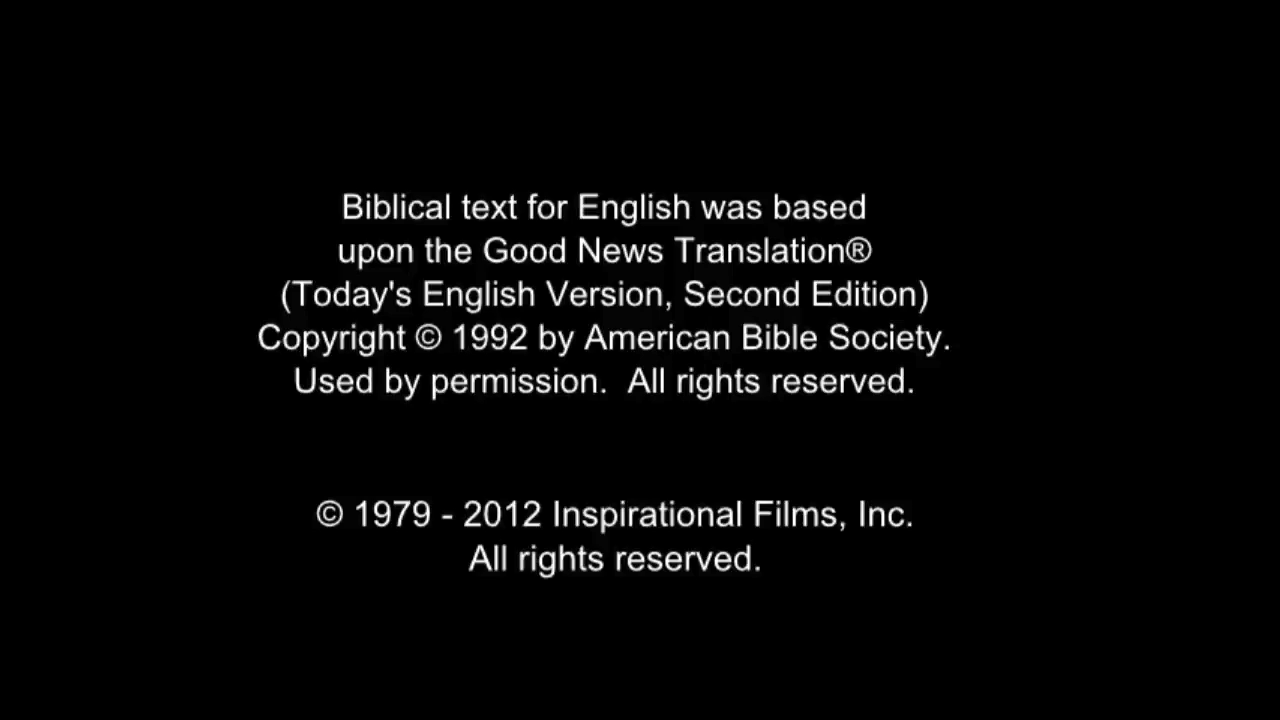 Biblical text for English was based
upon the Good News Translation®
(Today's English Version, Second Edition)
Copyright © 1992 by American Bible Society.
Used by permission.  All rights reserved.
© 1979 - 2012 Inspirational Films, Inc.
All rights reserved.